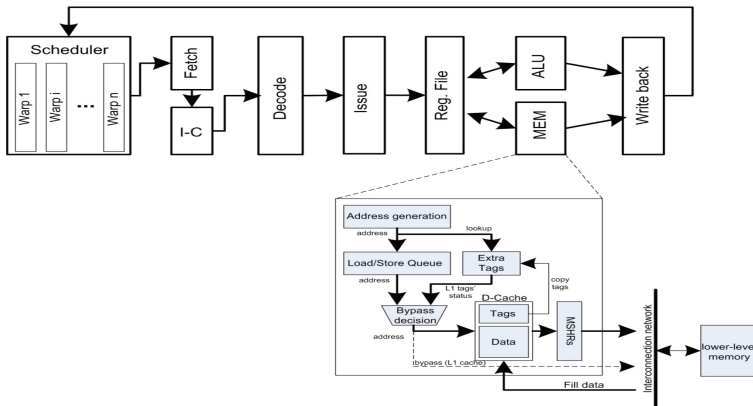 Scheduler
Warp 1
Warp i
...
Warp n
Fetch
I-C
Decode
Issue
Reg. File
ALU
MEM
Write back
Address generation
address
lookup
Load/Store Queue
Extra
Tags
address
L1 tags'
status
copy
tags
Bypass
decision
D-Cache
Tags
Data
MSHRs
address
bypass (L1 cache)
Fill data
Interconnection network
lower-level
memory